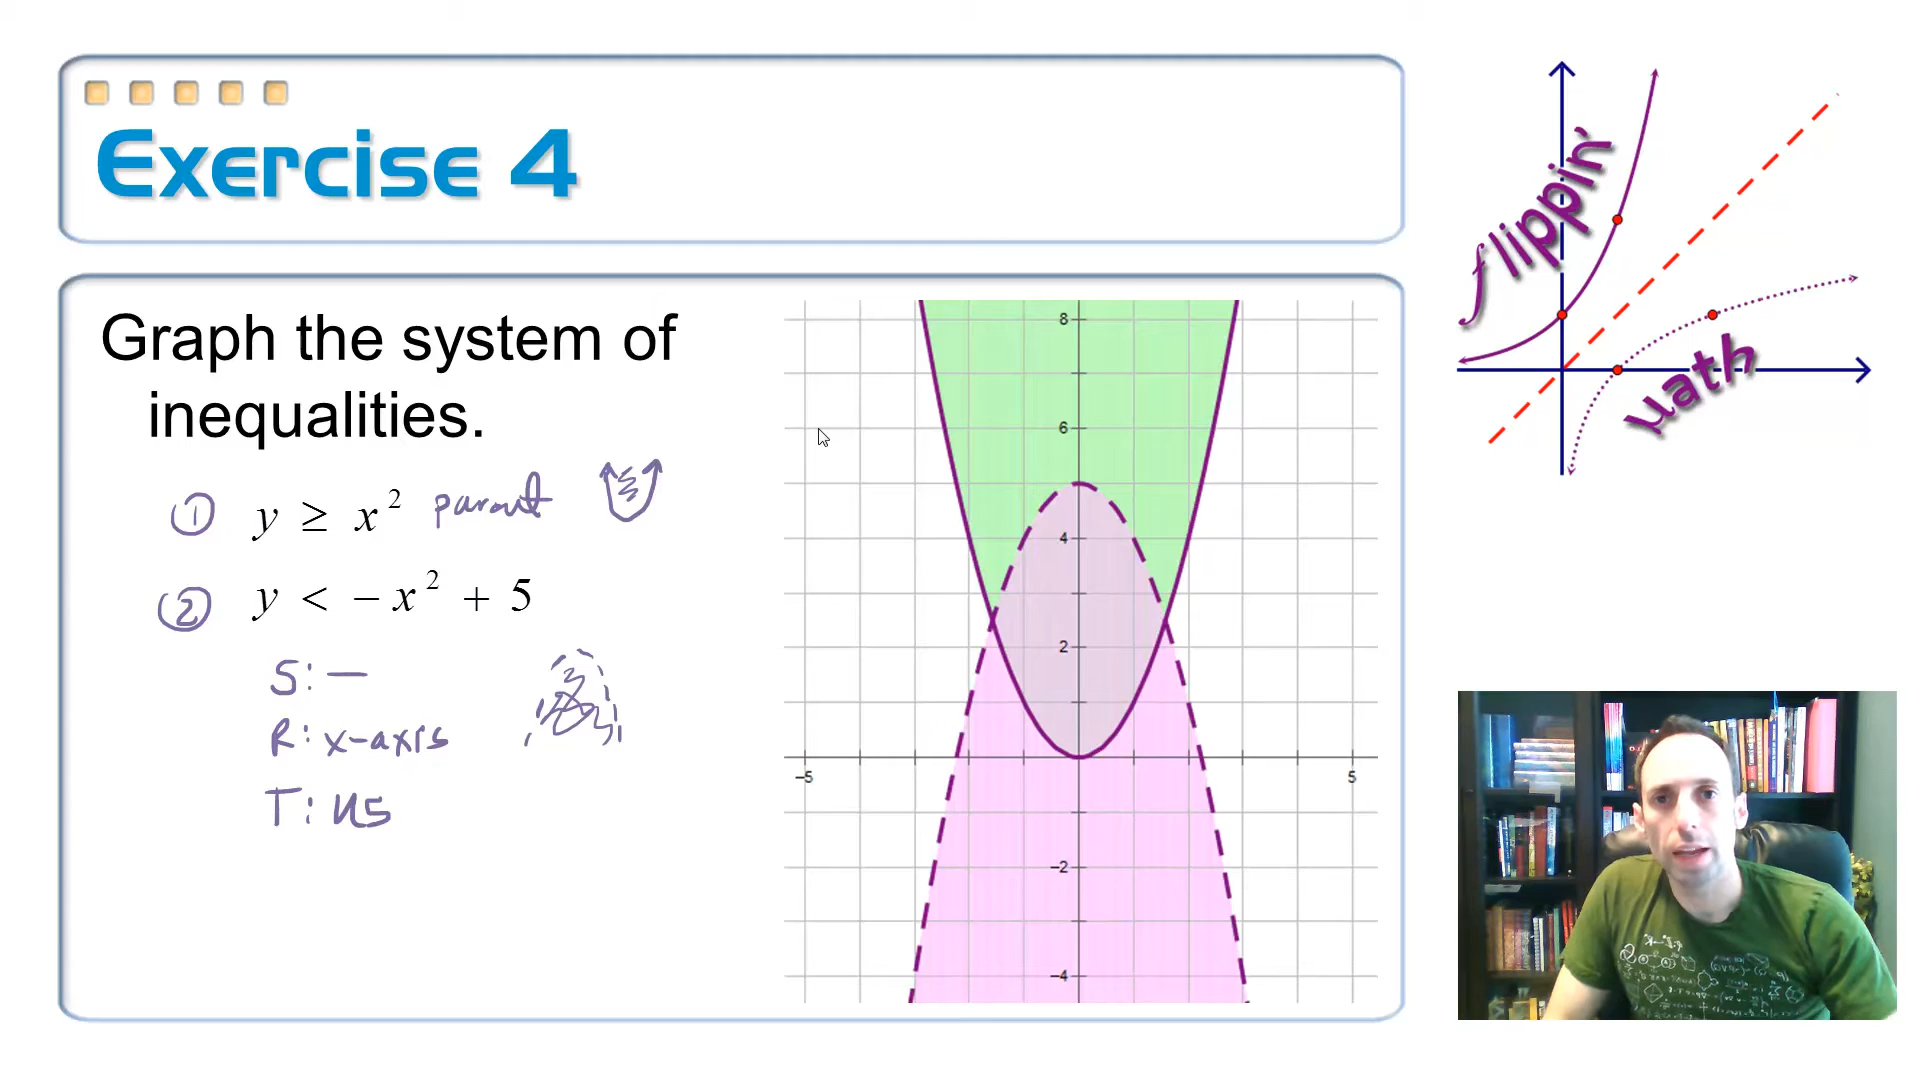 Exercise 4
Graph the system of
inequalities.
① y ≥ x² parent
② y < − x² + 5
S: —
R: x-axis
T: U5
8
6
4
2
-5
5
-2
-4
flippin'
math